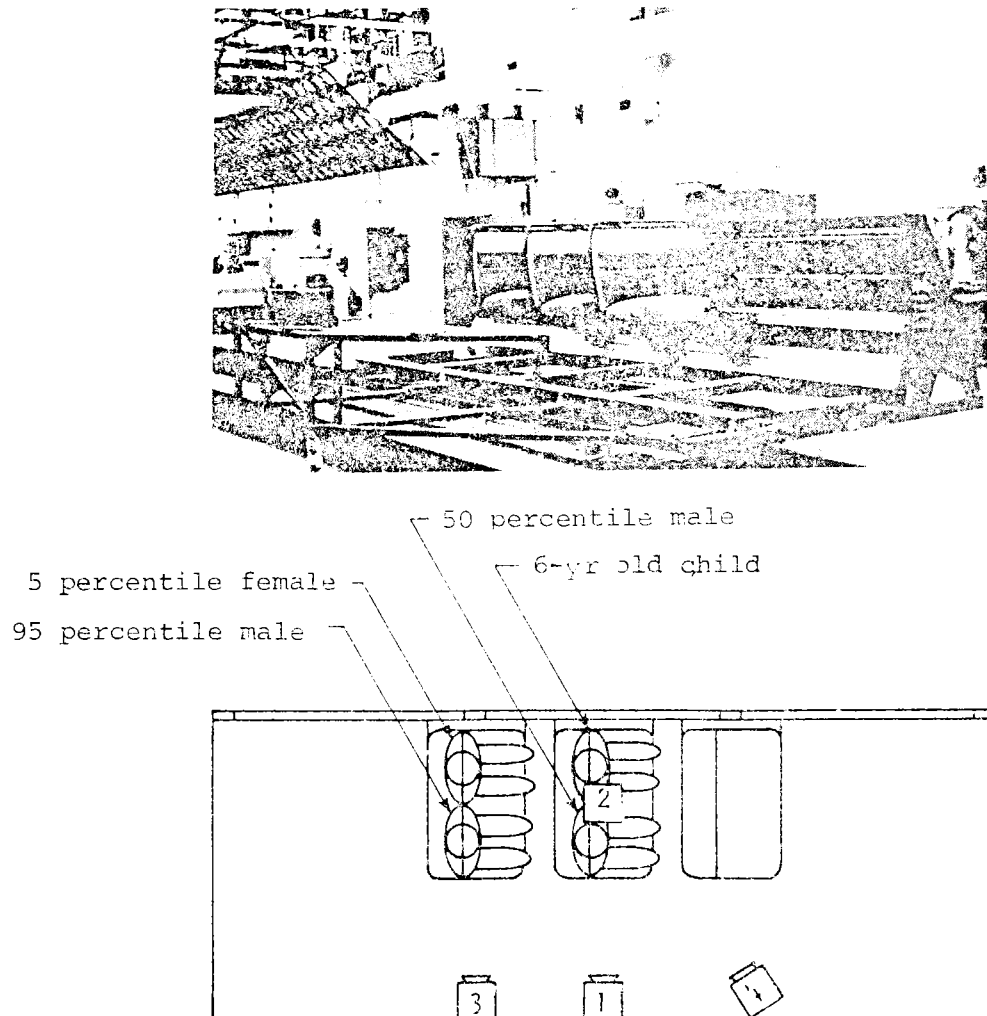 50 percentile male
6-yr old child
5 percentile female
95 percentile male
2
3
1